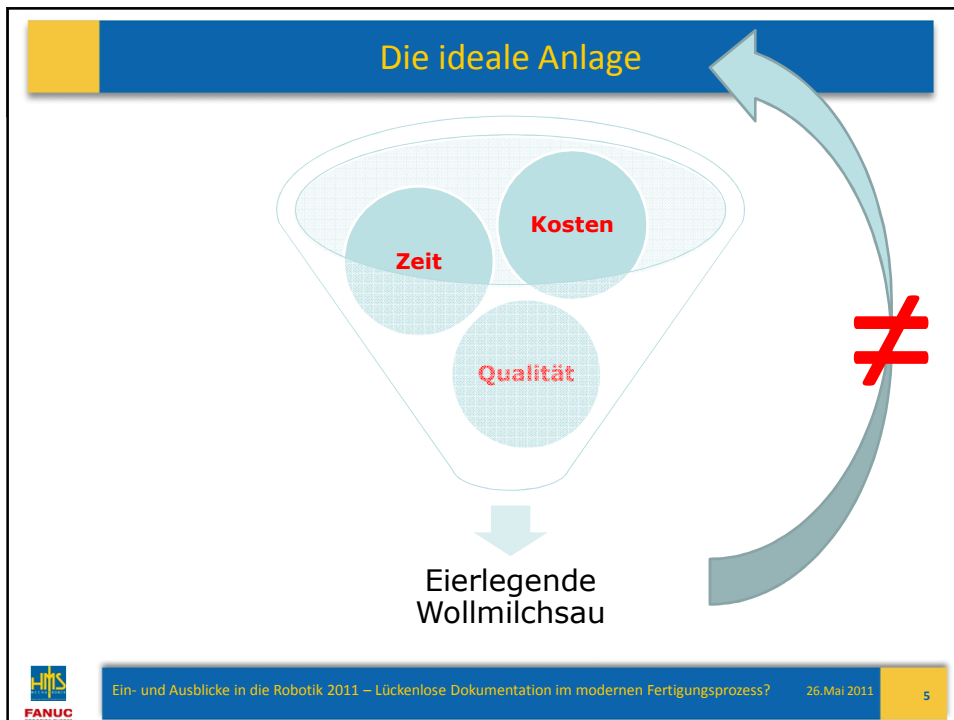 Die ideale Anlage
Kosten
Zeit
≠
Qualität
Eierlegende
Wollmilchsau
HMS
FANUC
Ein- und Ausblicke in die Robotik 2011 – Lückenlose Dokumentation im modernen Fertigungsprozess? 26.Mai 2011 5